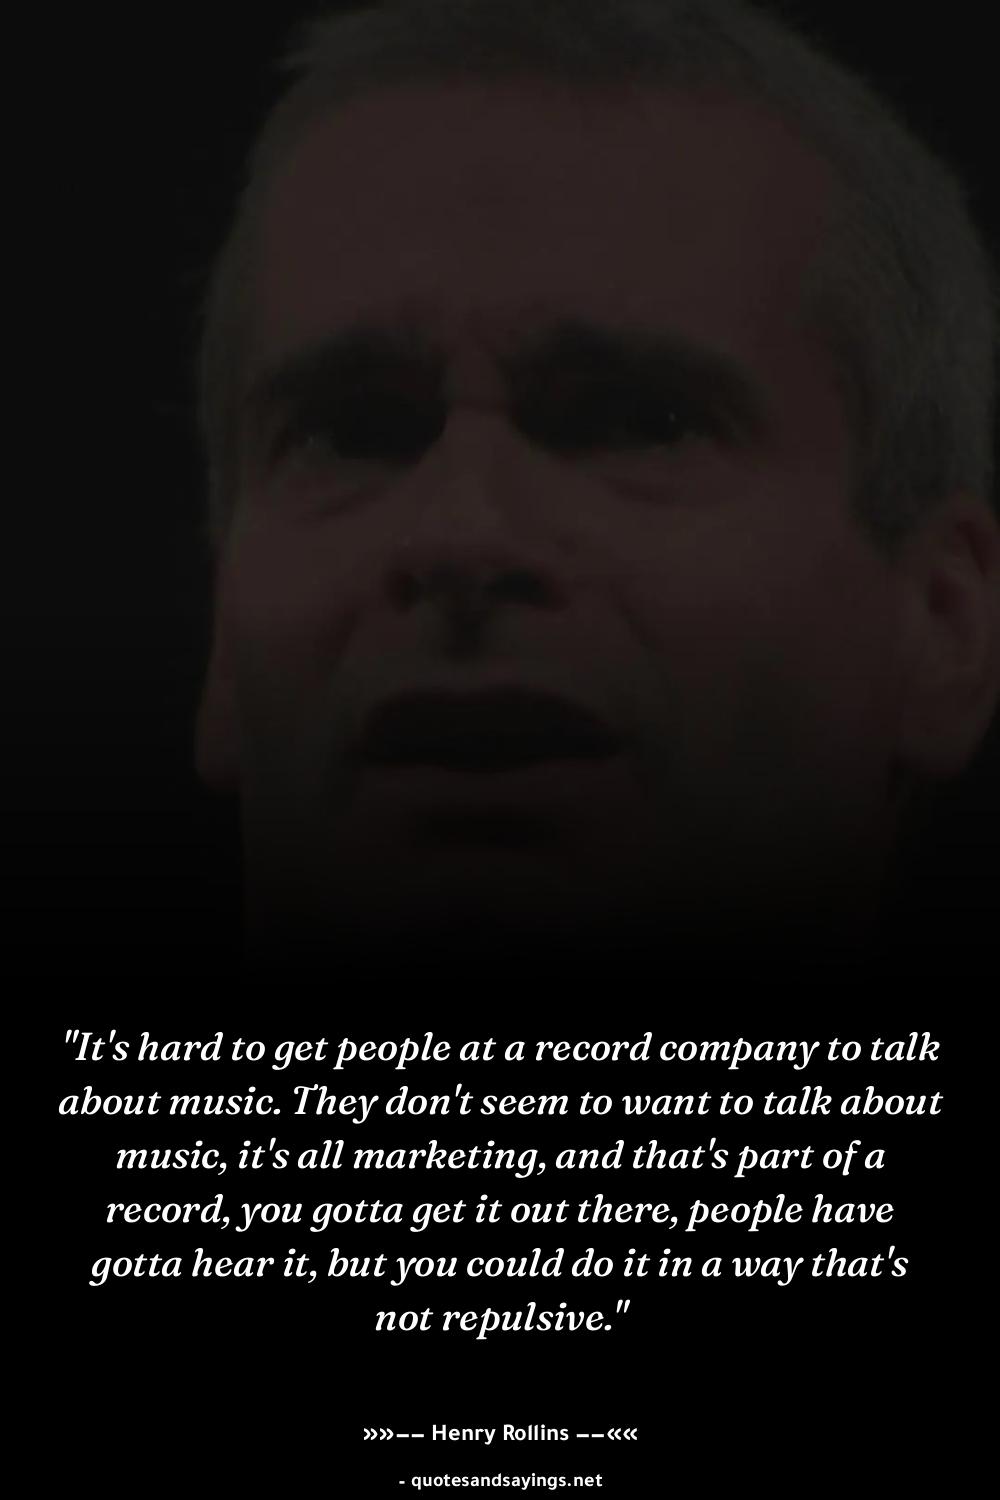 "It's hard to get people at a record company to talk
about music. They don't seem to want to talk about
music, it's all marketing, and that's part of a
record, you gotta get it out there, people have
gotta hear it, but you could do it in a way that's
not repulsive."
»»−− Henry Rollins −−««
- quotesandsayings.net